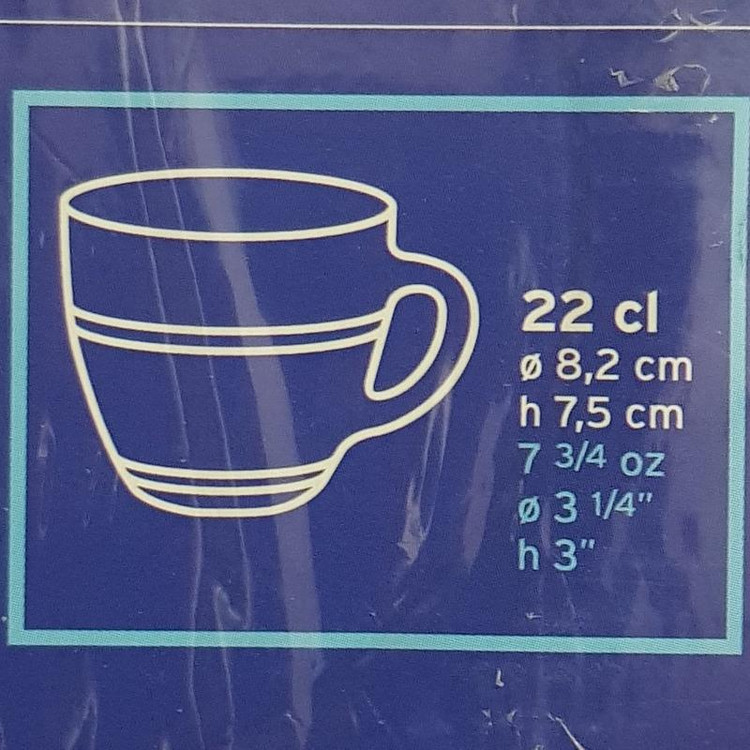 22 cl
ø 8,2 cm
h 7,5 cm
7 3/4 oz
ø 3 1/4"
h 3"